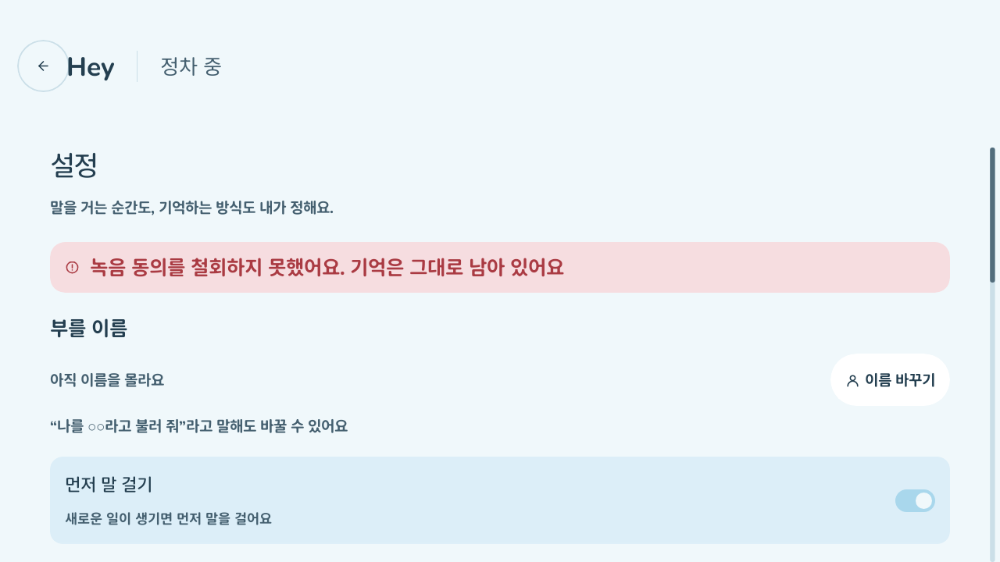 Hey
정차 중
설정
말을 거는 순간도, 기억하는 방식도 내가 정해요.
녹음 동의를 철회하지 못했어요. 기억은 그대로 남아 있어요
부를 이름
아직 이름을 몰라요
이름 바꾸기
“나를 ○○라고 불러 줘”라고 말해도 바꿀 수 있어요
먼저 말 걸기
새로운 일이 생기면 먼저 말을 걸어요